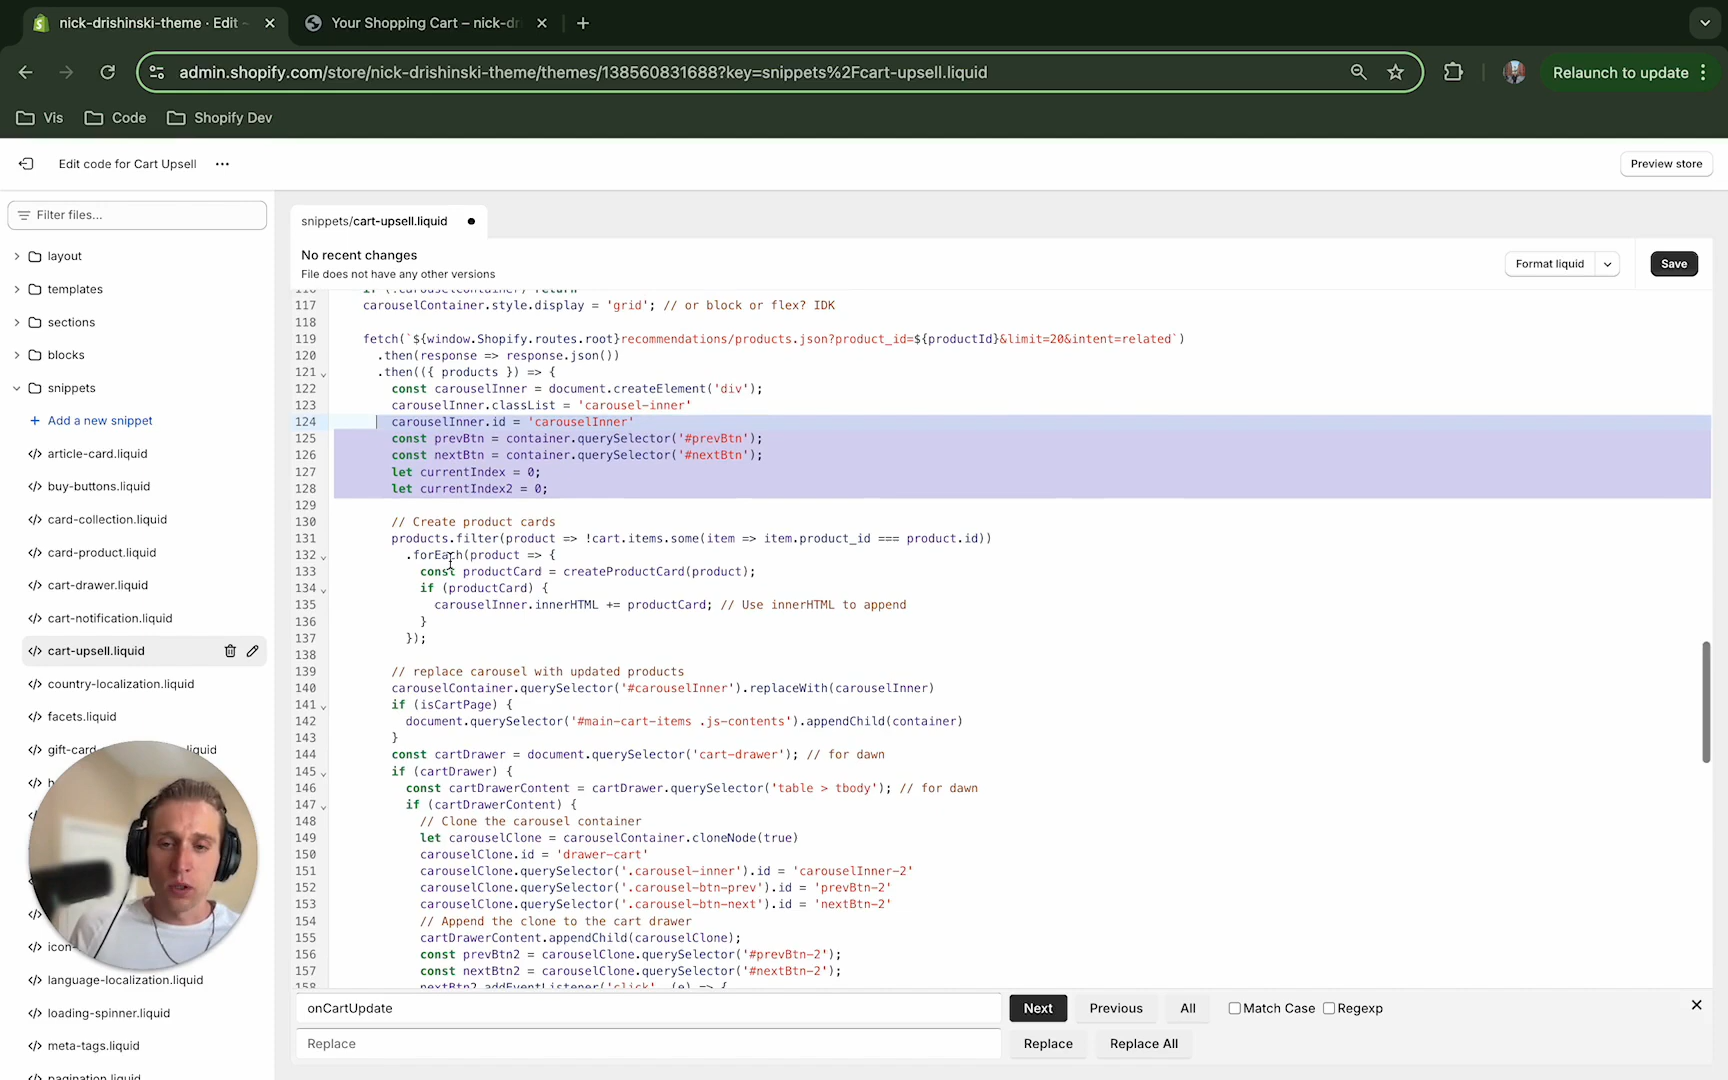 nick-drishinski-theme · Edit
Your Shopping Cart – nick-dr
admin.shopify.com/store/nick-drishinski-theme/themes/138560831688?key=snippets%2Fcart-upsell.liquid
Relaunch to update
Vis
Code
Shopify Dev
Edit code for Cart Upsell
Preview store
Filter files...
layout
templates
sections
blocks
snippets
Add a new snippet
article-card.liquid
buy-buttons.liquid
card-collection.liquid
card-product.liquid
cart-drawer.liquid
cart-notification.liquid
cart-upsell.liquid
country-localization.liquid
facets.liquid
language-localization.liquid
loading-spinner.liquid
meta-tags.liquid
pagination.liquid
snippets/cart-upsell.liquid
No recent changes
File does not have any other versions
Format liquid
Save
116 if (!carouselContainer) return
117 carouselContainer.style.display = 'grid'; // or block or flex? IDK
118
119 fetch(`${window.Shopify.routes.root}recommendations/products.json?product_id=${productId}&limit=20&intent=related`)
120 .then(response => response.json())
121 .then(({ products }) => {
122 const carouselInner = document.createElement('div');
123 carouselInner.classList = 'carousel-inner'
124 carouselInner.id = 'carouselInner'
125 const prevBtn = container.querySelector('#prevBtn');
126 const nextBtn = container.querySelector('#nextBtn');
127 let currentIndex = 0;
128 let currentIndex2 = 0;
129
130 // Create product cards
131 products.filter(product => !cart.items.some(item => item.product_id === product.id))
132 .forEach(product => {
133 const productCard = createProductCard(product);
134 if (productCard) {
135 carouselInner.innerHTML += productCard; // Use innerHTML to append
136 }
137 });
138
139 // replace carousel with updated products
140 carouselContainer.querySelector('#carouselInner').replaceWith(carouselInner)
141 if (isCartPage) {
142 document.querySelector('#main-cart-items .js-contents').appendChild(container)
143 }
144 const cartDrawer = document.querySelector('cart-drawer'); // for dawn
145 if (cartDrawer) {
146 const cartDrawerContent = cartDrawer.querySelector('table > tbody'); // for dawn
147 if (cartDrawerContent) {
148 // Clone the carousel container
149 let carouselClone = carouselContainer.cloneNode(true)
150 carouselClone.id = 'drawer-cart'
151 carouselClone.querySelector('.carousel-inner').id = 'carouselInner-2'
152 carouselClone.querySelector('.carousel-btn-prev').id = 'prevBtn-2'
153 carouselClone.querySelector('.carousel-btn-next').id = 'nextBtn-2'
154 // Append the clone to the cart drawer
155 cartDrawerContent.appendChild(carouselClone);
156 const prevBtn2 = carouselClone.querySelector('#prevBtn-2');
157 const nextBtn2 = carouselClone.querySelector('#nextBtn-2');
158 nextBtn2.addEventListener('click', (e) => {
onCartUpdate
Next
Previous
All
Match Case
Regexp
Replace
Replace
Replace All